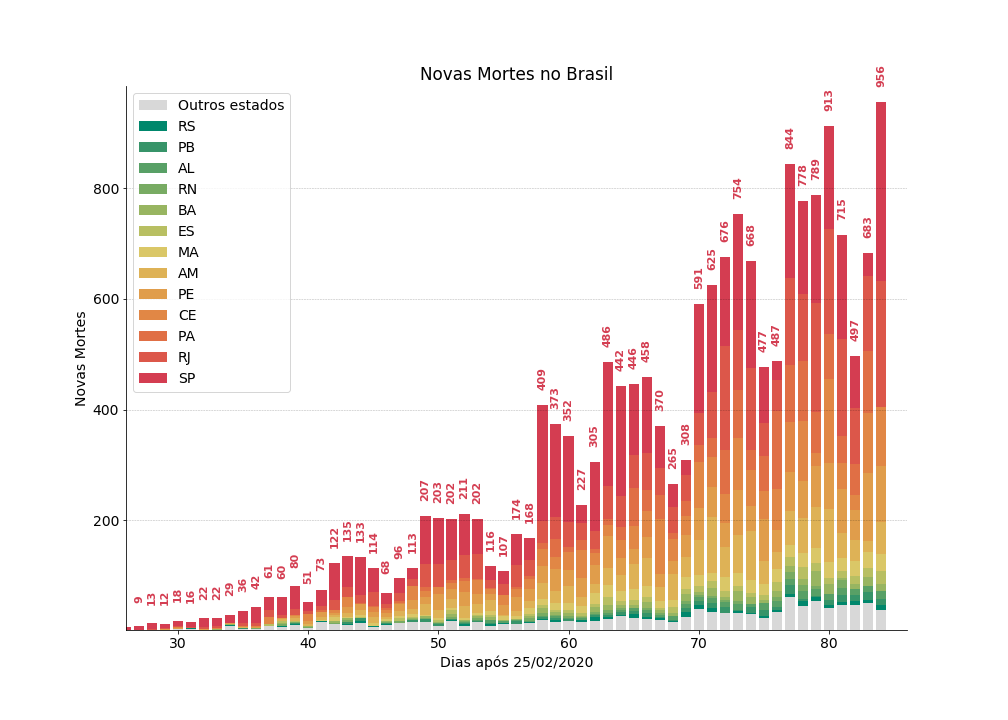 Novas Mortes no Brasil
Outros estados
RS
PB
AL
RN
BA
ES
MA
AM
PE
CE
PA
RJ
SP
Novas Mortes
800
600
400
200
9 13 12 18 16 22 22 29 36 42 61 60 80 51 73 122 135 133 114 68 96 113 207 203 202 211 202 116 107 174 168 409 373 352 227 305 486 442 446 458 370 265 308 591 625 676 754 668 477 487 844 778 789 913 715 497 683 956
30 40 50 60 70 80
Dias após 25/02/2020